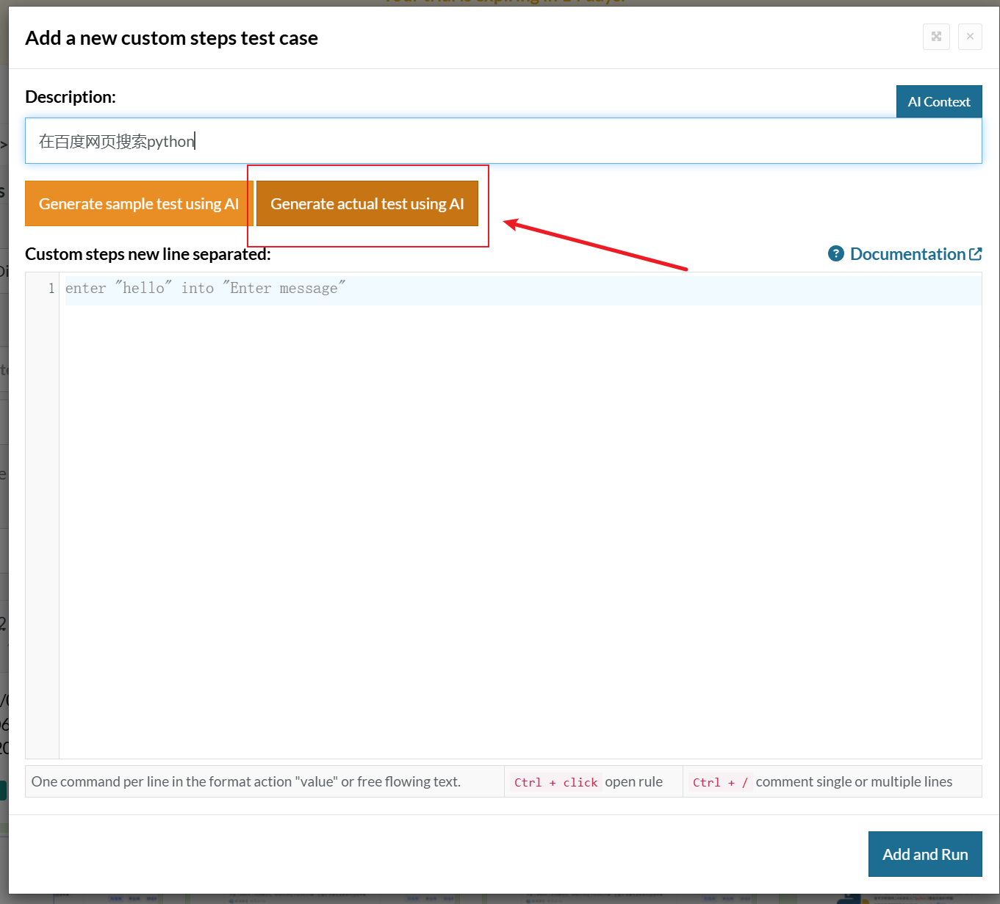 Add a new custom steps test case
Description:
AI Context
在百度网页搜索python
Generate sample test using AI
Generate actual test using AI
Custom steps new line separated:
Documentation
1
enter "hello" into "Enter message"
One command per line in the format action "value" or free flowing text.
Ctrl + click open rule
Ctrl + / comment single or multiple lines
Add and Run